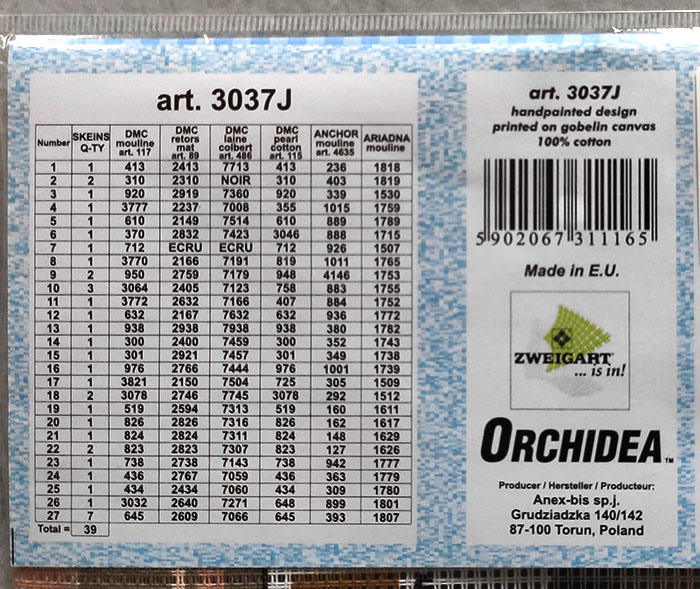 art. 3037J
Number SKEINS Q-TY DMC mouline art. 117 DMC retors mat art. 89 DMC laine colbert art. 486 DMC pearl cotton art. 115 ANCHOR mouline art. 4635 ARIADNA mouline
1 1 413 2413 7713 413 236 1818
2 2 310 2310 NOIR 310 403 1819
3 1 920 2919 7360 920 339 1530
4 1 3777 2237 7008 355 1015 1759
5 1 610 2149 7514 610 889 1789
6 1 370 2832 7423 3046 888 1715
7 1 712 ECRU ECRU 712 926 1507
8 1 3770 2166 7191 819 1011 1765
9 2 950 2759 7179 948 4146 1753
10 3 3064 2405 7123 758 883 1755
11 1 3772 2632 7166 407 884 1752
12 1 632 2167 7632 632 936 1772
13 1 938 2938 7938 938 380 1782
14 1 300 2400 7459 300 352 1743
15 1 301 2921 7457 301 349 1738
16 1 976 2766 7444 976 1001 1739
17 1 3821 2150 7504 725 305 1509
18 2 3078 2746 7745 3078 292 1512
19 1 519 2594 7313 519 160 1611
20 1 826 2826 7316 826 162 1617
21 1 824 2824 7311 824 148 1629
22 2 823 2823 7307 823 127 1626
23 1 738 2738 7143 738 942 1777
24 1 436 2767 7059 436 363 1779
25 1 434 2434 7060 434 309 1780
26 1 3032 2640 7271 648 899 1801
27 7 645 2609 7066 645 393 1807
Total = 39
art. 3037J
handpainted design
printed on gobelin canvas
100% cotton
5 902067 311165
Made in E.U.
ZWEIGART
... is in!
ORCHIDEA™
Producer / Hersteller / Producteur:
Anex-bis sp.j.
Grudziadzka 140/142
87-100 Torun, Poland